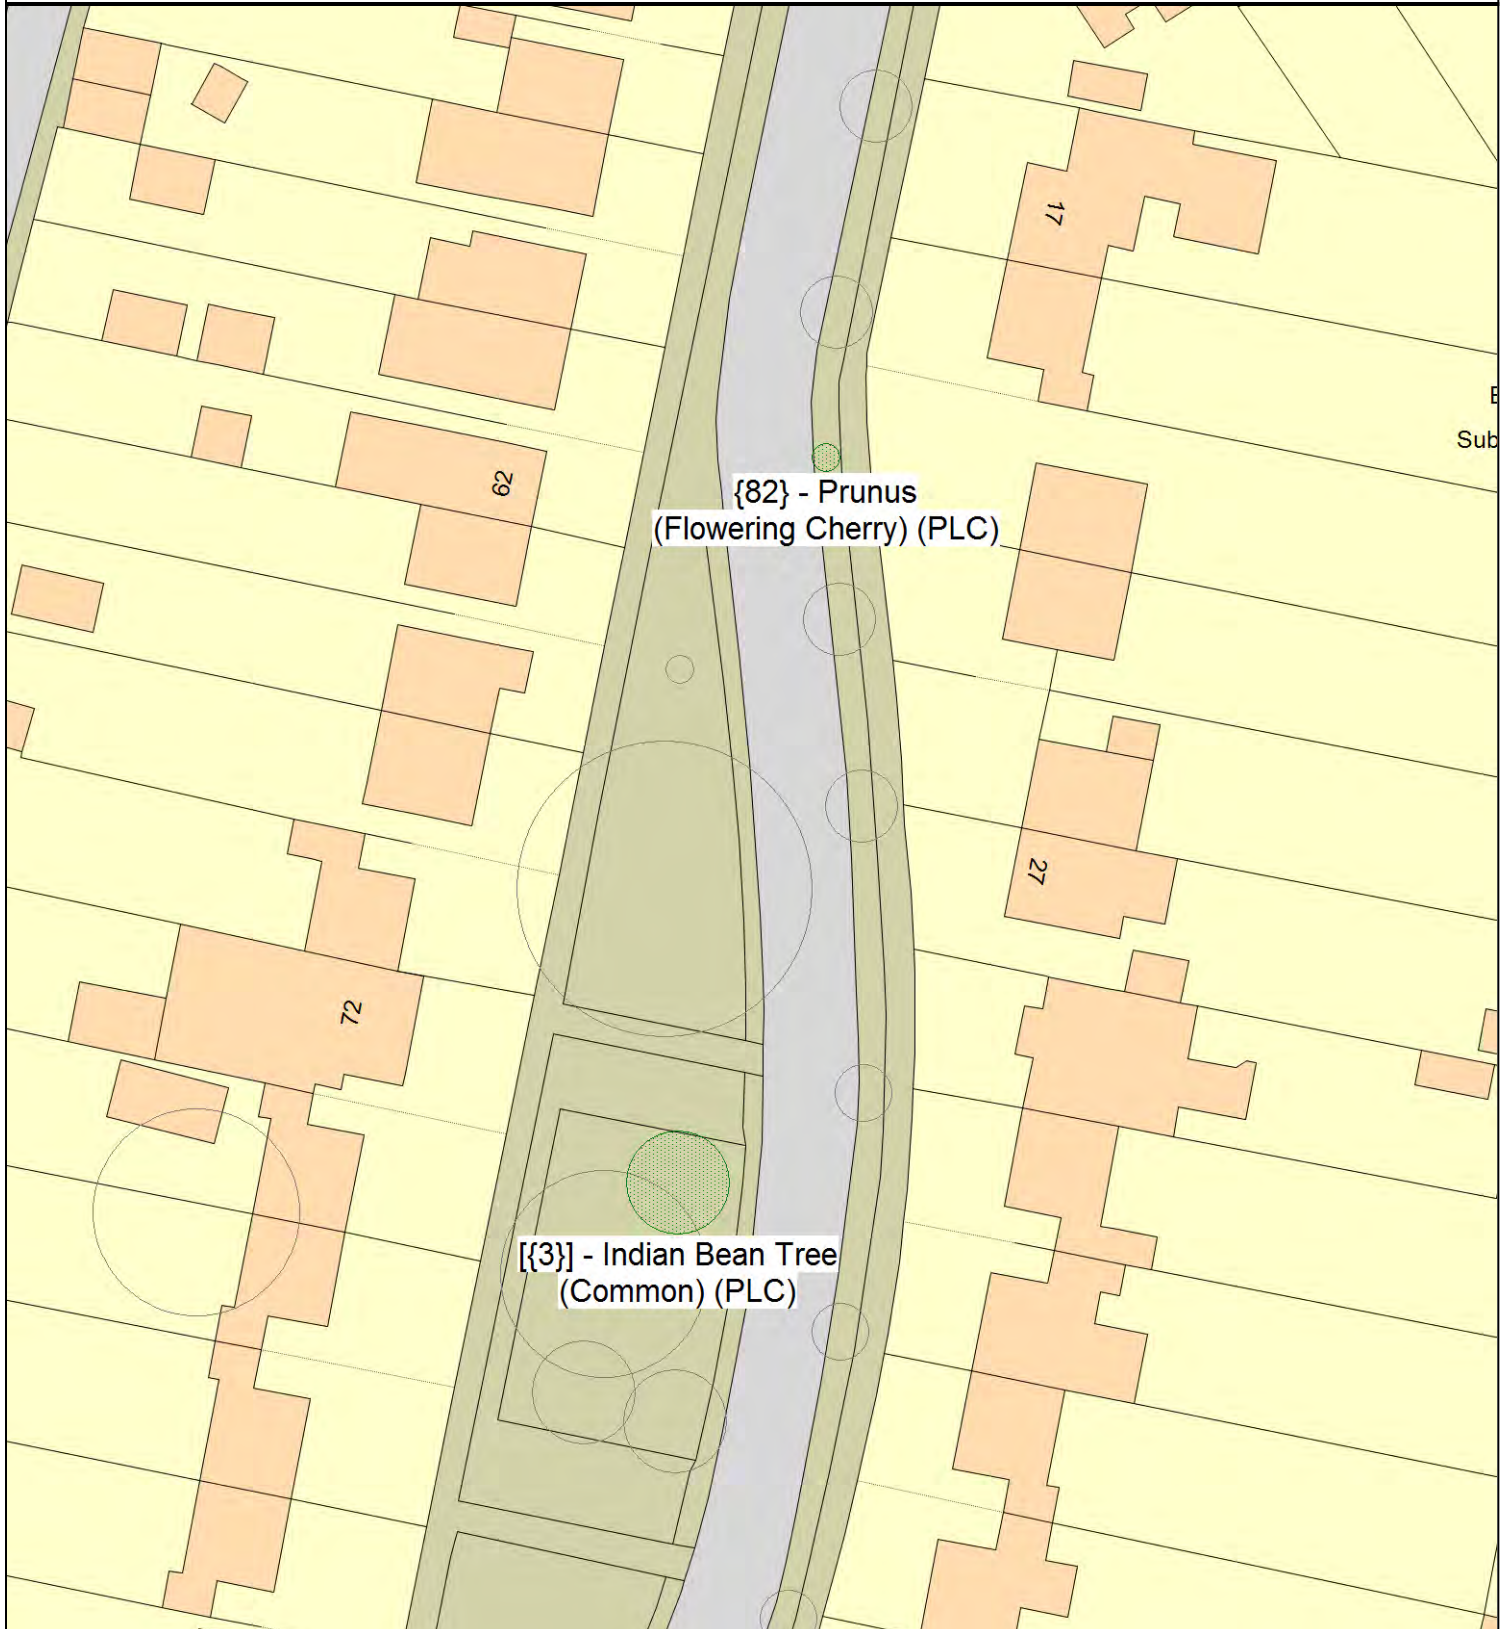 17
Sub
62
{82} - Prunus
(Flowering Cherry) (PLC)
27
72
[{3}] - Indian Bean Tree
(Common) (PLC)